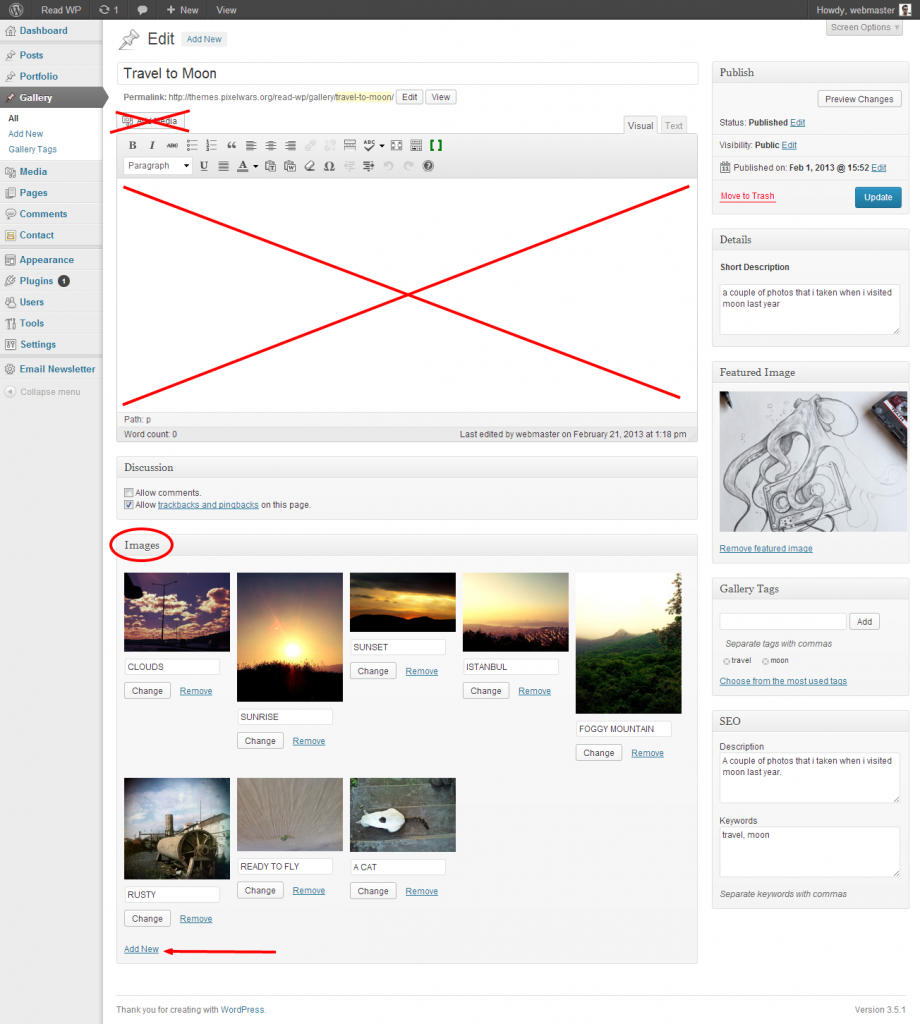 Read WP 1 New View Howdy, webmaster
Dashboard
Posts
Portfolio
Gallery
All
Add New
Gallery Tags
Media
Pages
Comments
Contact
Appearance
Plugins 1
Users
Tools
Settings
Email Newsletter
Collapse menu
Screen Options
Edit Add New
Travel to Moon
Permalink: http://themes.pixelwars.org/read-wp/gallery/travel-to-moon/ Edit View
Visual Text
B I ABC ABC
Paragraph U A
Path: p
Word count: 0 Last edited by webmaster on February 21, 2013 at 1:18 pm
Discussion
Allow comments.
Allow trackbacks and pingbacks on this page.
Images
CLOUDS
Change Remove
SUNRISE
Change Remove
SUNSET
Change Remove
ISTANBUL
Change Remove
FOGGY MOUNTAIN
Change Remove
RUSTY
Change Remove
READY TO FLY
Change Remove
A CAT
Change Remove
Add New
Publish
Preview Changes
Status: Published Edit
Visibility: Public Edit
Published on: Feb 1, 2013 @ 15:52 Edit
Move to Trash Update
Details
Short Description
a couple of photos that i taken when i visited
moon last year
Featured Image
Remove featured image
Gallery Tags
Add
Separate tags with commas
travel moon
Choose from the most used tags
SEO
Description
A couple of photos that i taken when i visited
moon last year.
Keywords
travel, moon
Separate keywords with commas
Thank you for creating with WordPress. Version 3.5.1